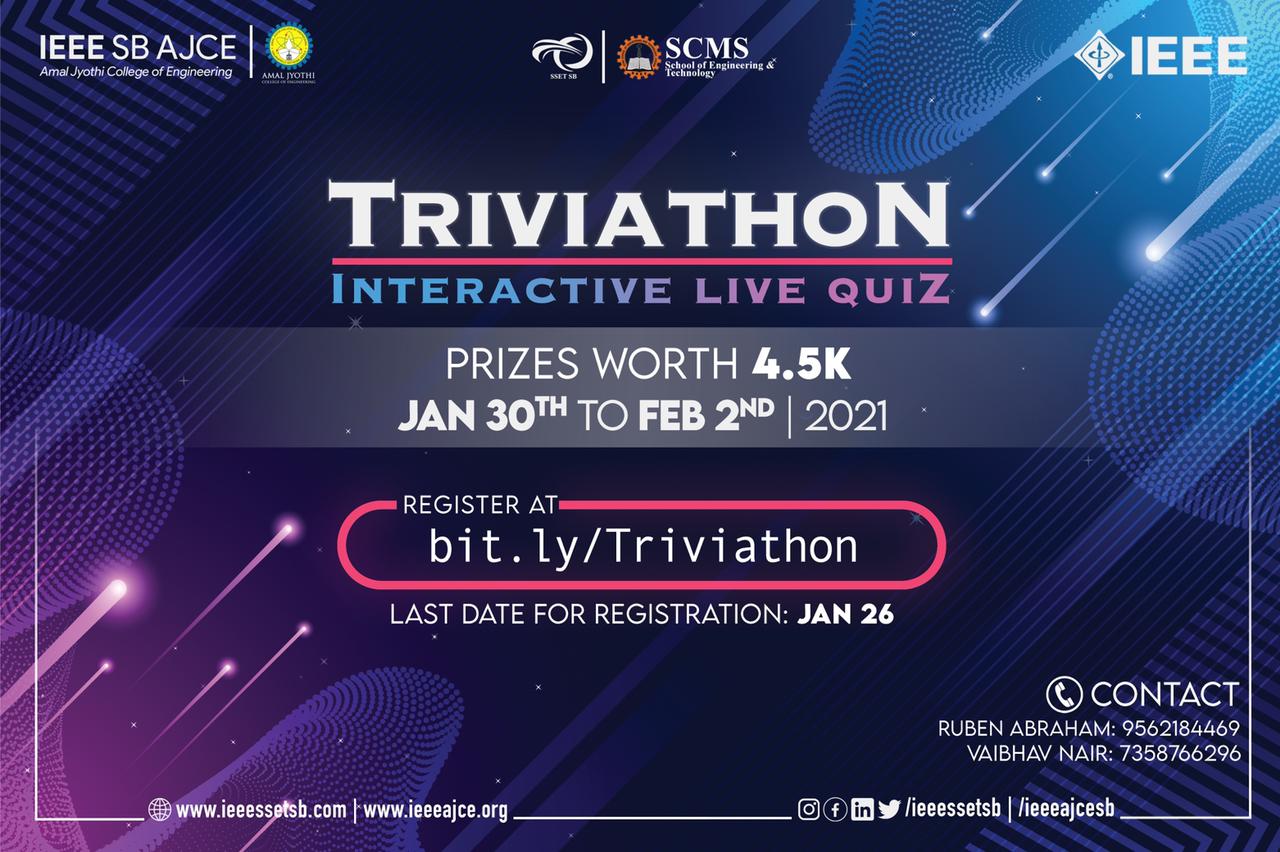 IEEE SB AJCE
Amal Jyothi College of Engineering
AMAL JYOTHI
COLLEGE OF ENGINEERING
SSET SB
SCMS
School of Engineering &
Technology
IEEE
TRIVIATHON
INTERACTIVE LIVE QUIZ
PRIZES WORTH 4.5K
JAN 30TH TO FEB 2ND | 2021
REGISTER AT
bit.ly/Triviathon
LAST DATE FOR REGISTRATION: JAN 26
CONTACT
RUBEN ABRAHAM: 9562184469
VAIBHAV NAIR: 7358766296
www.ieeessetsb.com | www.ieeeajce.org
/ieeessetsb | /ieeeajcesb